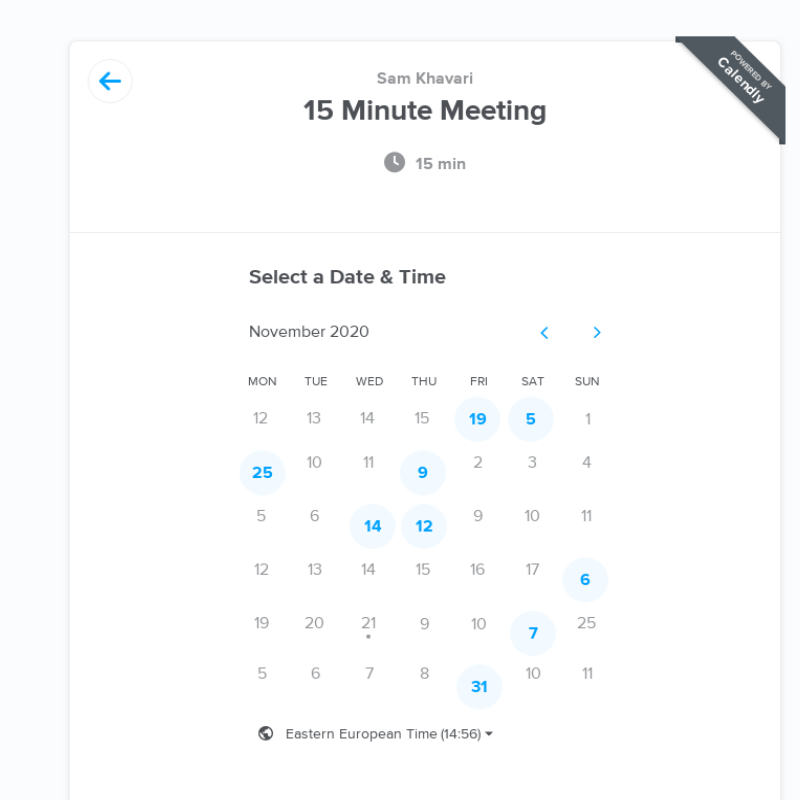 POWERED BY
Calendly
Sam Khavari
15 Minute Meeting
15 min
Select a Date & Time
November 2020
MON TUE WED THU FRI SAT SUN
12 13 14 15 19 5 1
25 10 11 9 2 3 4
5 6 14 12 9 10 11
12 13 14 15 16 17 6
19 20 21 9 10 7 25
5 6 7 8 31 10 11
Eastern European Time (14:56)